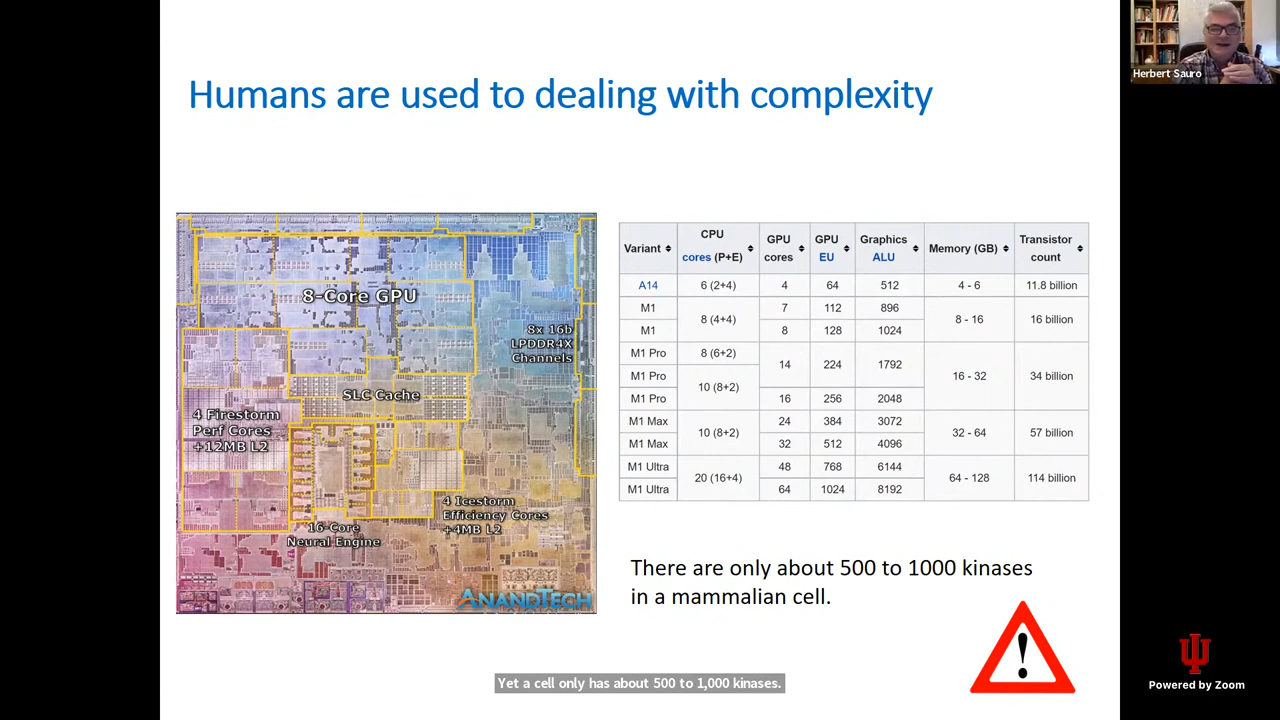 Humans are used to dealing with complexity
8-Core GPU
8x 16b
LPDDR4X
Channels
SLC Cache
4 Firestorm
Perf Cores
+12MB L2
4 Icestorm
Efficiency Cores
+4MB L2
16-Core
Neural Engine
ANANDTECH
Variant CPU cores (P+E) GPU cores GPU EU Graphics ALU Memory (GB) Transistor count
A14 6 (2+4) 4 64 512 4 - 6 11.8 billion
M1 8 (4+4) 7 112 896 8 - 16 16 billion
M1 8 128 1024
M1 Pro 8 (6+2) 14 224 1792 16 - 32 34 billion
M1 Pro 10 (8+2)
M1 Pro 16 256 2048
M1 Max 10 (8+2) 24 384 3072 32 - 64 57 billion
M1 Max 32 512 4096
M1 Ultra 20 (16+4) 48 768 6144 64 - 128 114 billion
M1 Ultra 64 1024 8192
There are only about 500 to 1000 kinases
in a mammalian cell.
!
Yet a cell only has about 500 to 1,000 kinases.
Herbert Sauro
Powered by Zoom